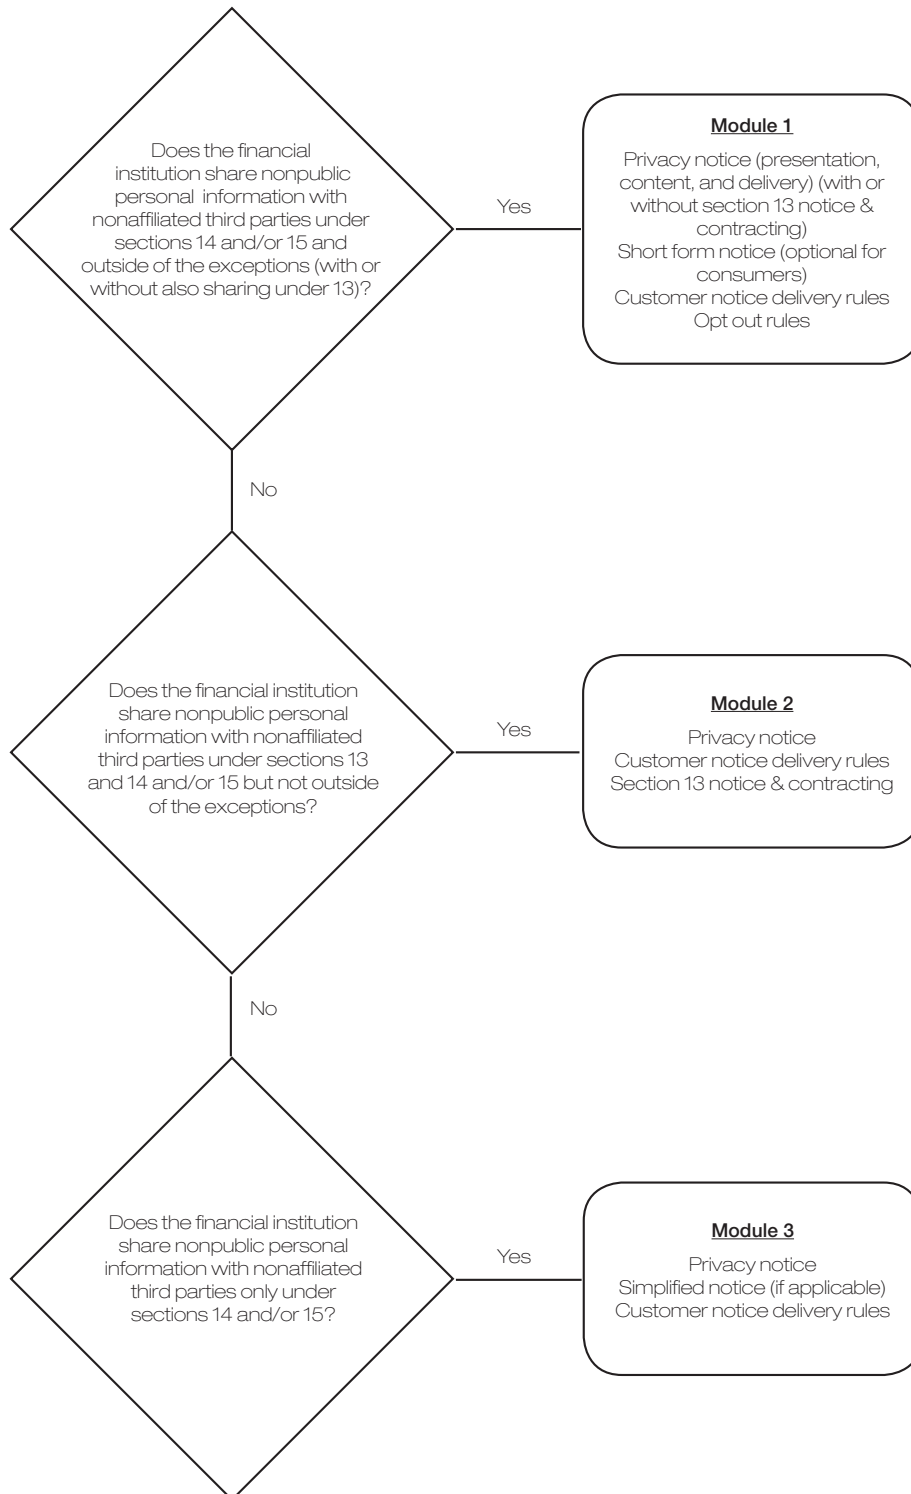 Does the financial
institution share nonpublic
personal information with
nonaffiliated third parties under
sections 14 and/or 15 and
outside of the exceptions (with or
without also sharing under 13)?
Yes
Module 1
Privacy notice (presentation,
content, and delivery) (with or
without section 13 notice &
contracting)
Short form notice (optional for
consumers)
Customer notice delivery rules
Opt out rules
No
Does the financial institution
share nonpublic personal
information with nonaffiliated
third parties under sections 13
and 14 and/or 15 but not outside
of the exceptions?
Yes
Module 2
Privacy notice
Customer notice delivery rules
Section 13 notice & contracting
No
Does the financial institution
share nonpublic personal
information with nonaffiliated
third parties only under
sections 14 and/or 15?
Yes
Module 3
Privacy notice
Simplified notice (if applicable)
Customer notice delivery rules